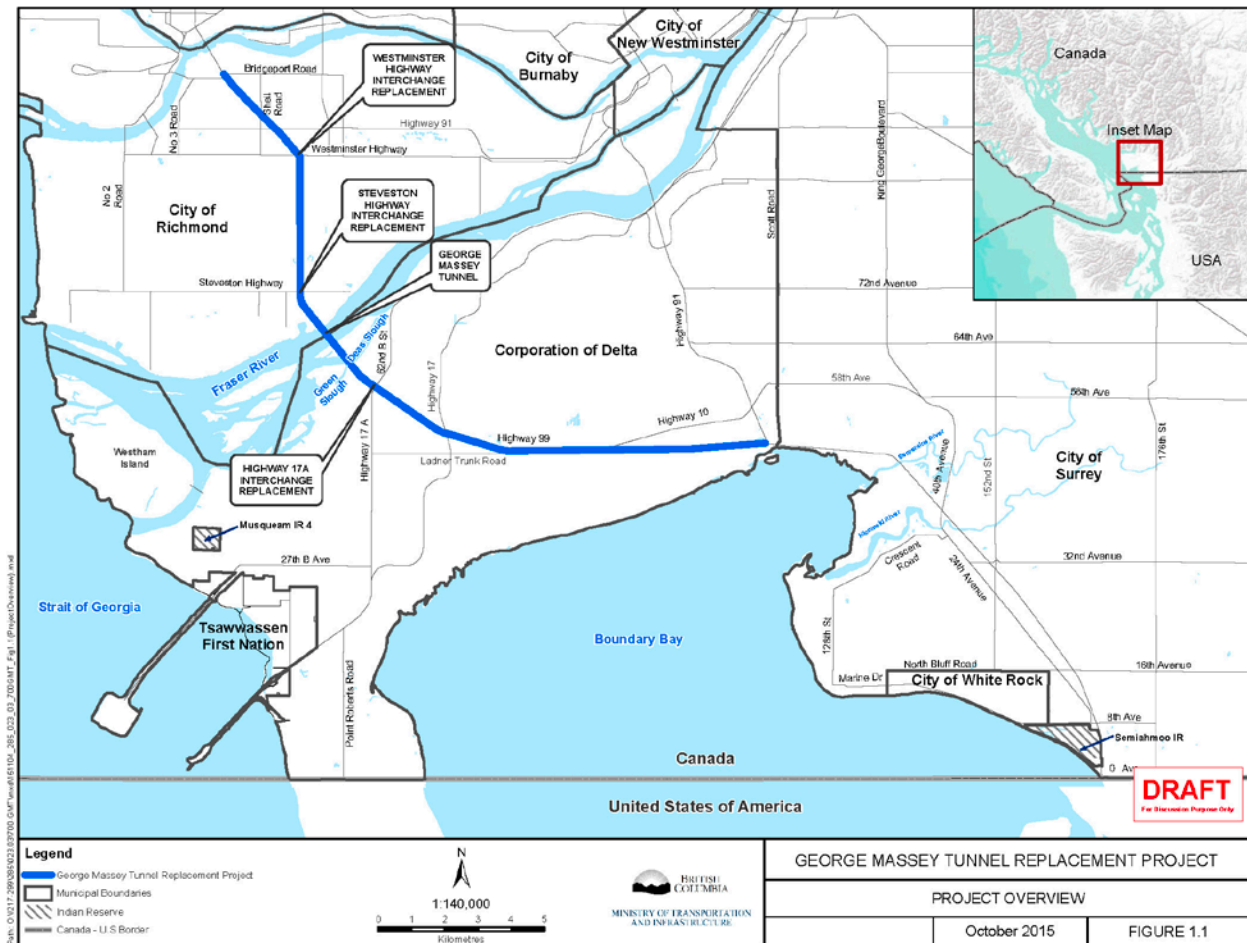 City of
New Westminster
City of
Burnaby
WESTMINSTER
HIGHWAY
INTERCHANGE
REPLACEMENT
Bridgeport Road
Shell
Road
No 3 Road
Highway 91
Westminster Highway
No 2
Road
City of
Richmond
STEVESTON
HIGHWAY
INTERCHANGE
REPLACEMENT
GEORGE
MASSEY
TUNNEL
Steveston Highway
Scott Road
King George Boulevard
Canada
Inset Map
USA
72nd Avenue
64th Ave
Highway 91
Corporation of Delta
Fraser River
Deas Slough
Green
Slough
62nd B St
Highway 17
58th Ave
56th Ave
Highway 10
Highway 99
Ladner Trunk Road
Highway 17 A
Westham
Island
HIGHWAY 17A
INTERCHANGE
REPLACEMENT
40th Avenue
152nd St
176th St
City of
Surrey
Musqueam IR 4
27th B Ave
Crescent
Road
24th Avenue
32nd Avenue
Strait of Georgia
Tsawwassen
First Nation
Boundary Bay
128th St
Point Roberts Road
North Bluff Road
16th Avenue
Marine Dr
City of White Rock
8th Ave
Semiahmoo IR
0 Ave
Canada
United States of America
DRAFT
For Discussion Purpose Only
Legend
George Massey Tunnel Replacement Project
Municipal Boundaries
Indian Reserve
Canada - U.S Border
N
1:140,000
0 1 2 3 4 5
Kilometres
BRITISH
COLUMBIA
MINISTRY OF TRANSPORTATION
AND INFRASTRUCTURE
GEORGE MASSEY TUNNEL REPLACEMENT PROJECT
PROJECT OVERVIEW
October 2015
FIGURE 1.1